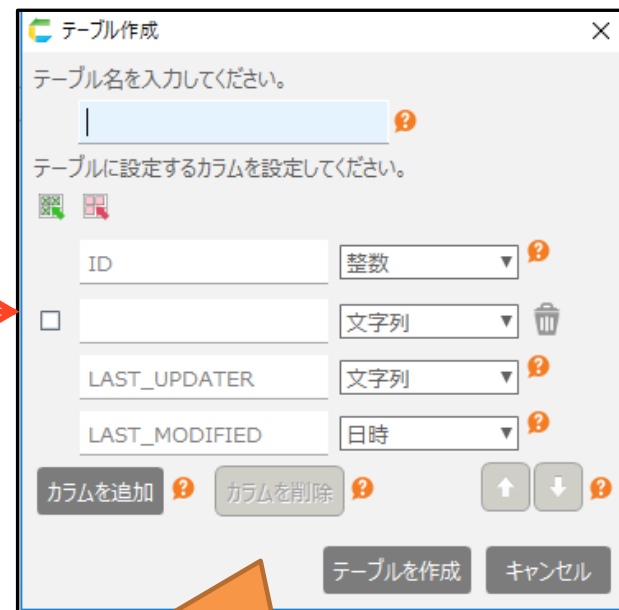 テーブル作成
テーブル名を入力してください。
テーブルに設定するカラムを設定してください。
ID 整数
文字列
LAST_UPDATER 文字列
LAST_MODIFIED 日時
カラムを追加 カラムを削除
テーブルを作成 キャンセル